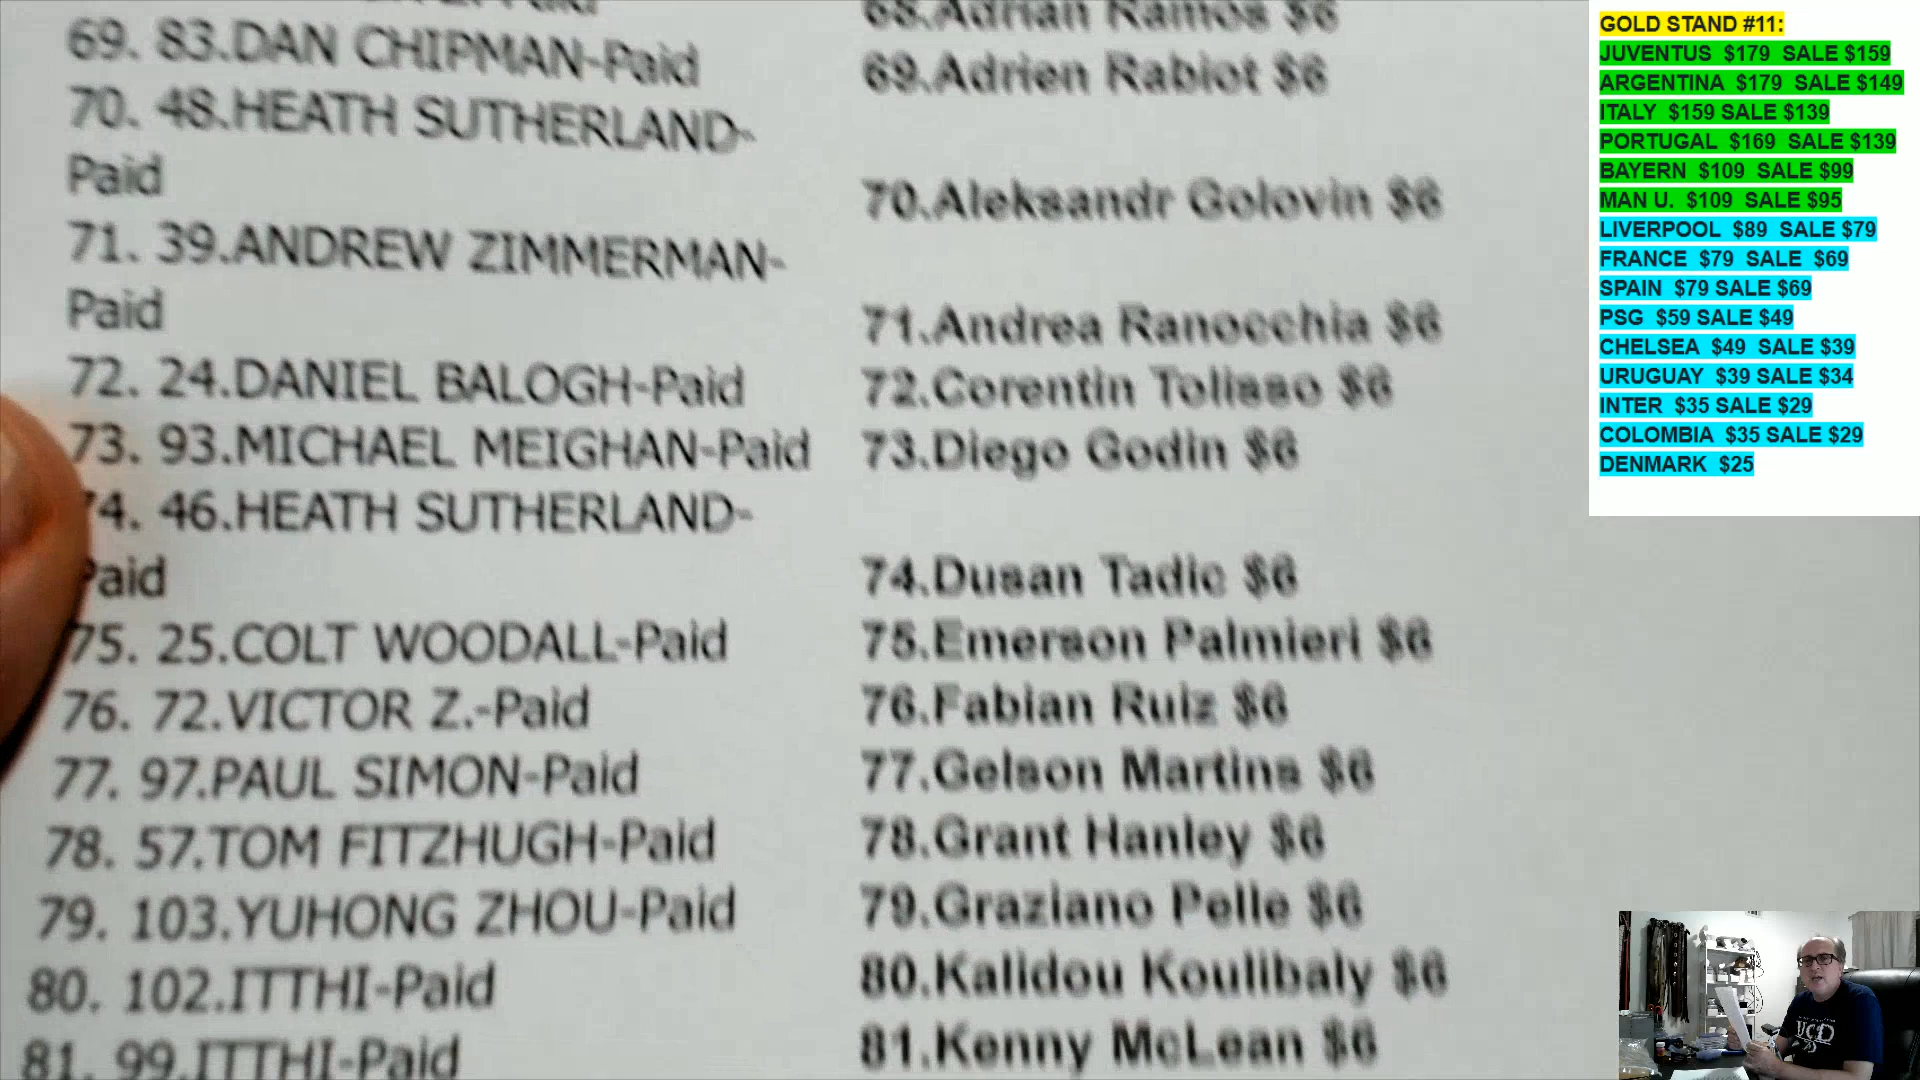 69. 83.DAN CHIPMAN-Paid
70. 48.HEATH SUTHERLAND-
Paid
71. 39.ANDREW ZIMMERMAN-
Paid
72. 24.DANIEL BALOGH-Paid
73. 93.MICHAEL MEIGHAN-Paid
74. 46.HEATH SUTHERLAND-
Paid
75. 25.COLT WOODALL-Paid
76. 72.VICTOR Z.-Paid
77. 97.PAUL SIMON-Paid
78. 57.TOM FITZHUGH-Paid
79. 103.YUHONG ZHOU-Paid
80. 102.ITTHI-Paid
81. 99.ITTHI-Paid
68.Adrian Ramos $6
69.Adrien Rabiot $6
70.Aleksandr Golovin $6
71.Andrea Ranocchia $6
72.Corentin Tolisso $6
73.Diego Godin $6
74.Dusan Tadic $6
75.Emerson Palmieri $6
76.Fabian Ruiz $6
77.Gelson Martins $6
78.Grant Hanley $6
79.Graziano Pelle $6
80.Kalidou Koulibaly $6
81.Kenny McLean $6
GOLD STAND #11:
JUVENTUS $179 SALE $159
ARGENTINA $179 SALE $149
ITALY $159 SALE $139
PORTUGAL $169 SALE $139
BAYERN $109 SALE $99
MAN U. $109 SALE $95
LIVERPOOL $89 SALE $79
FRANCE $79 SALE $69
SPAIN $79 SALE $69
PSG $59 SALE $49
CHELSEA $49 SALE $39
URUGUAY $39 SALE $34
INTER $35 SALE $29
COLOMBIA $35 SALE $29
DENMARK $25